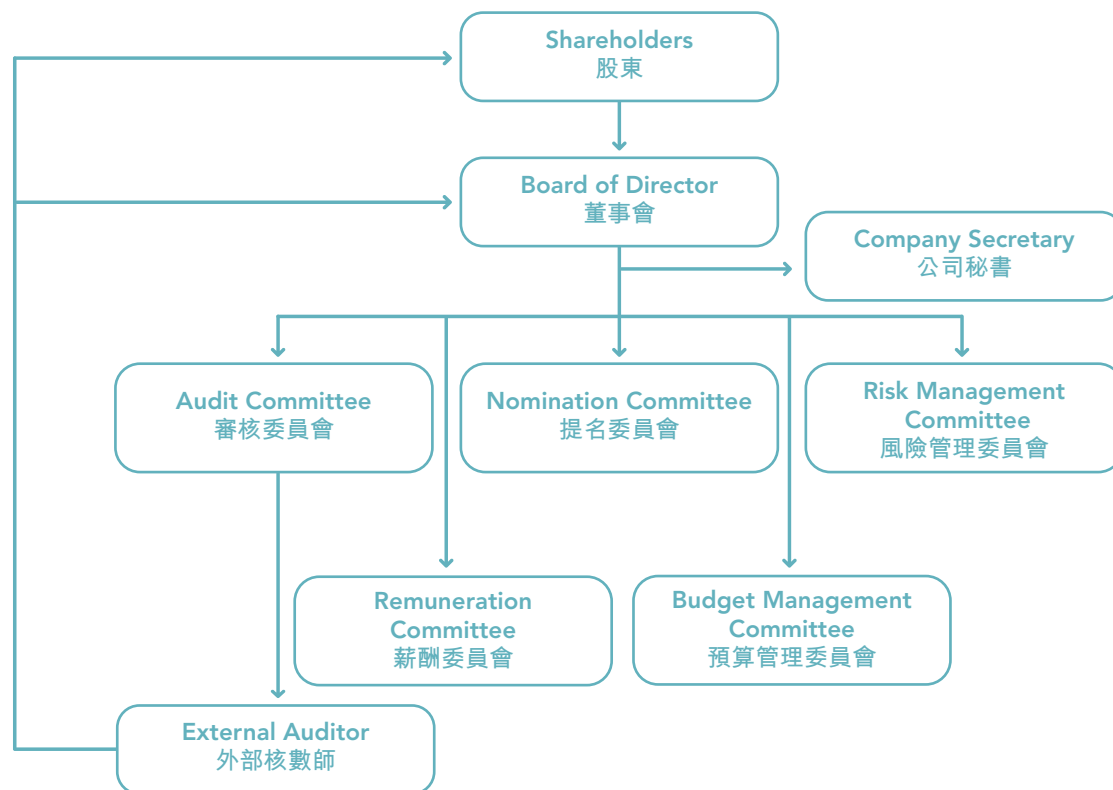 Shareholders
股東
Board of Director
董事會
Company Secretary
公司秘書
Audit Committee
審核委員會
Nomination Committee
提名委員會
Risk Management
Committee
風險管理委員會
Remuneration
Committee
薪酬委員會
Budget Management
Committee
預算管理委員會
External Auditor
外部核數師